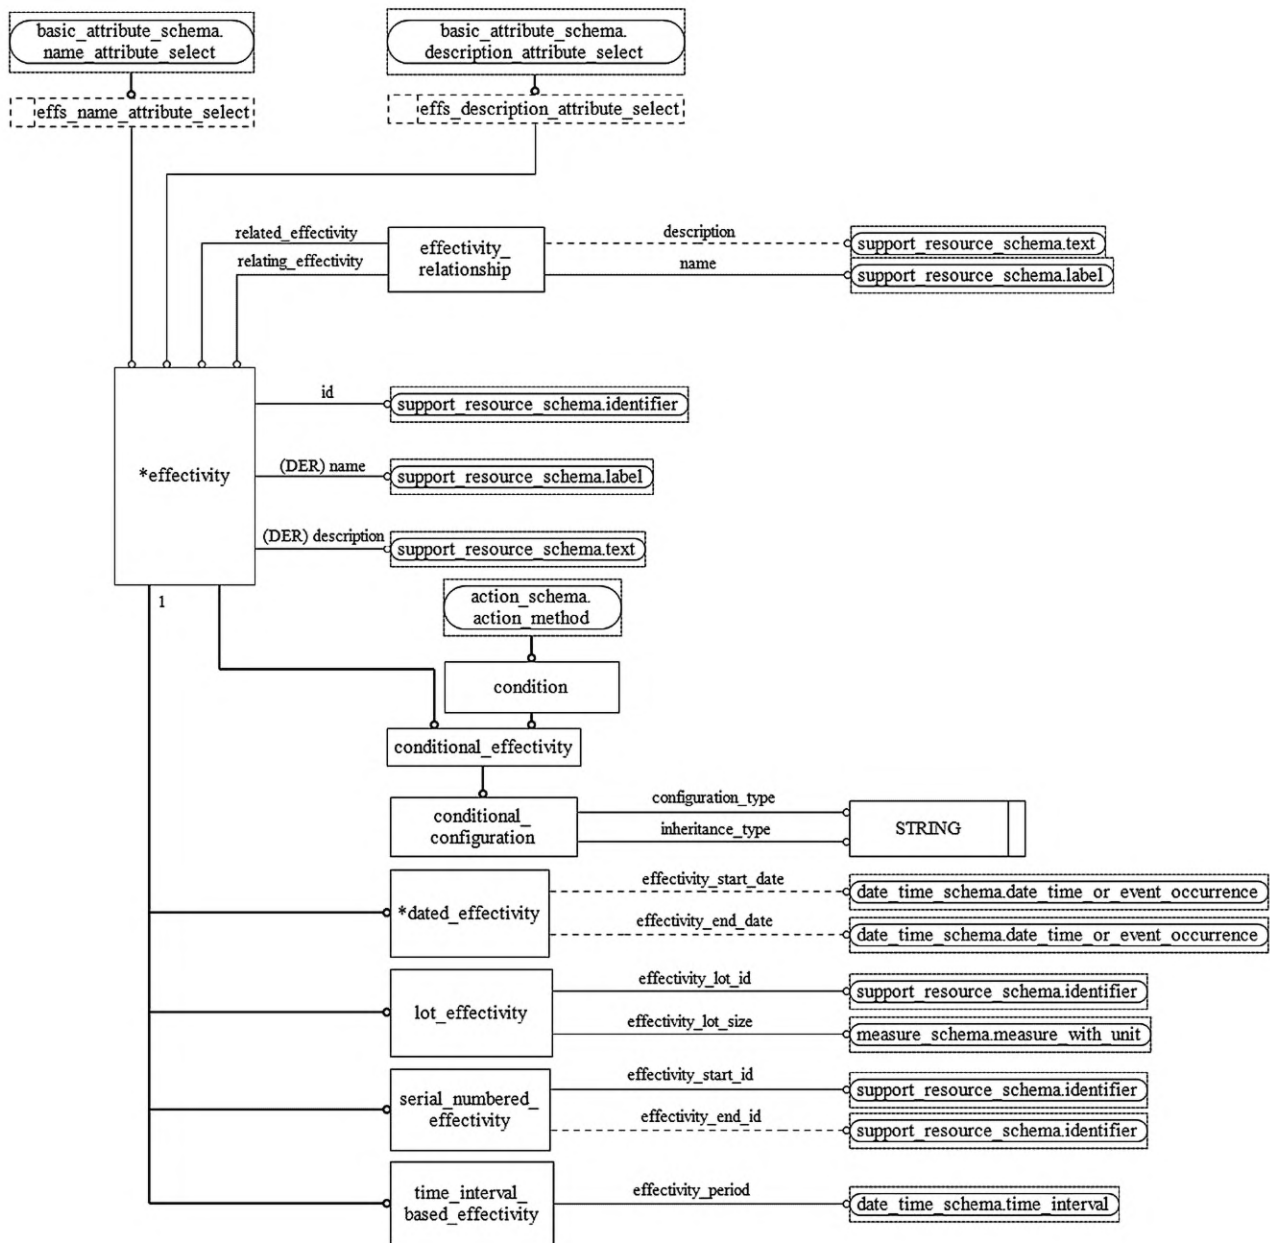 basic_attribute_schema.
name_attribute_select
basic_attribute_schema.
description_attribute_select
effs_name_attribute_select
effs_description_attribute_select
related_effectivity
relating_effectivity
effectivity_
relationship
description
name
support_resource_schema.text
support_resource_schema.label
*effectivity
id
support_resource_schema.identifier
(DER) name
support_resource_schema.label
(DER) description
support_resource_schema.text
1
action_schema.
action_method
condition
conditional_effectivity
conditional_
configuration
configuration_type
inheritance_type
STRING
*dated_effectivity
effectivity_start_date
date_time_schema.date_time_or_event_occurrence
effectivity_end_date
date_time_schema.date_time_or_event_occurrence
lot_effectivity
effectivity_lot_id
support_resource_schema.identifier
effectivity_lot_size
measure_schema.measure_with_unit
serial_numbered_
effectivity
effectivity_start_id
support_resource_schema.identifier
effectivity_end_id
support_resource_schema.identifier
time_interval_
based_effectivity
effectivity_period
date_time_schema.time_interval